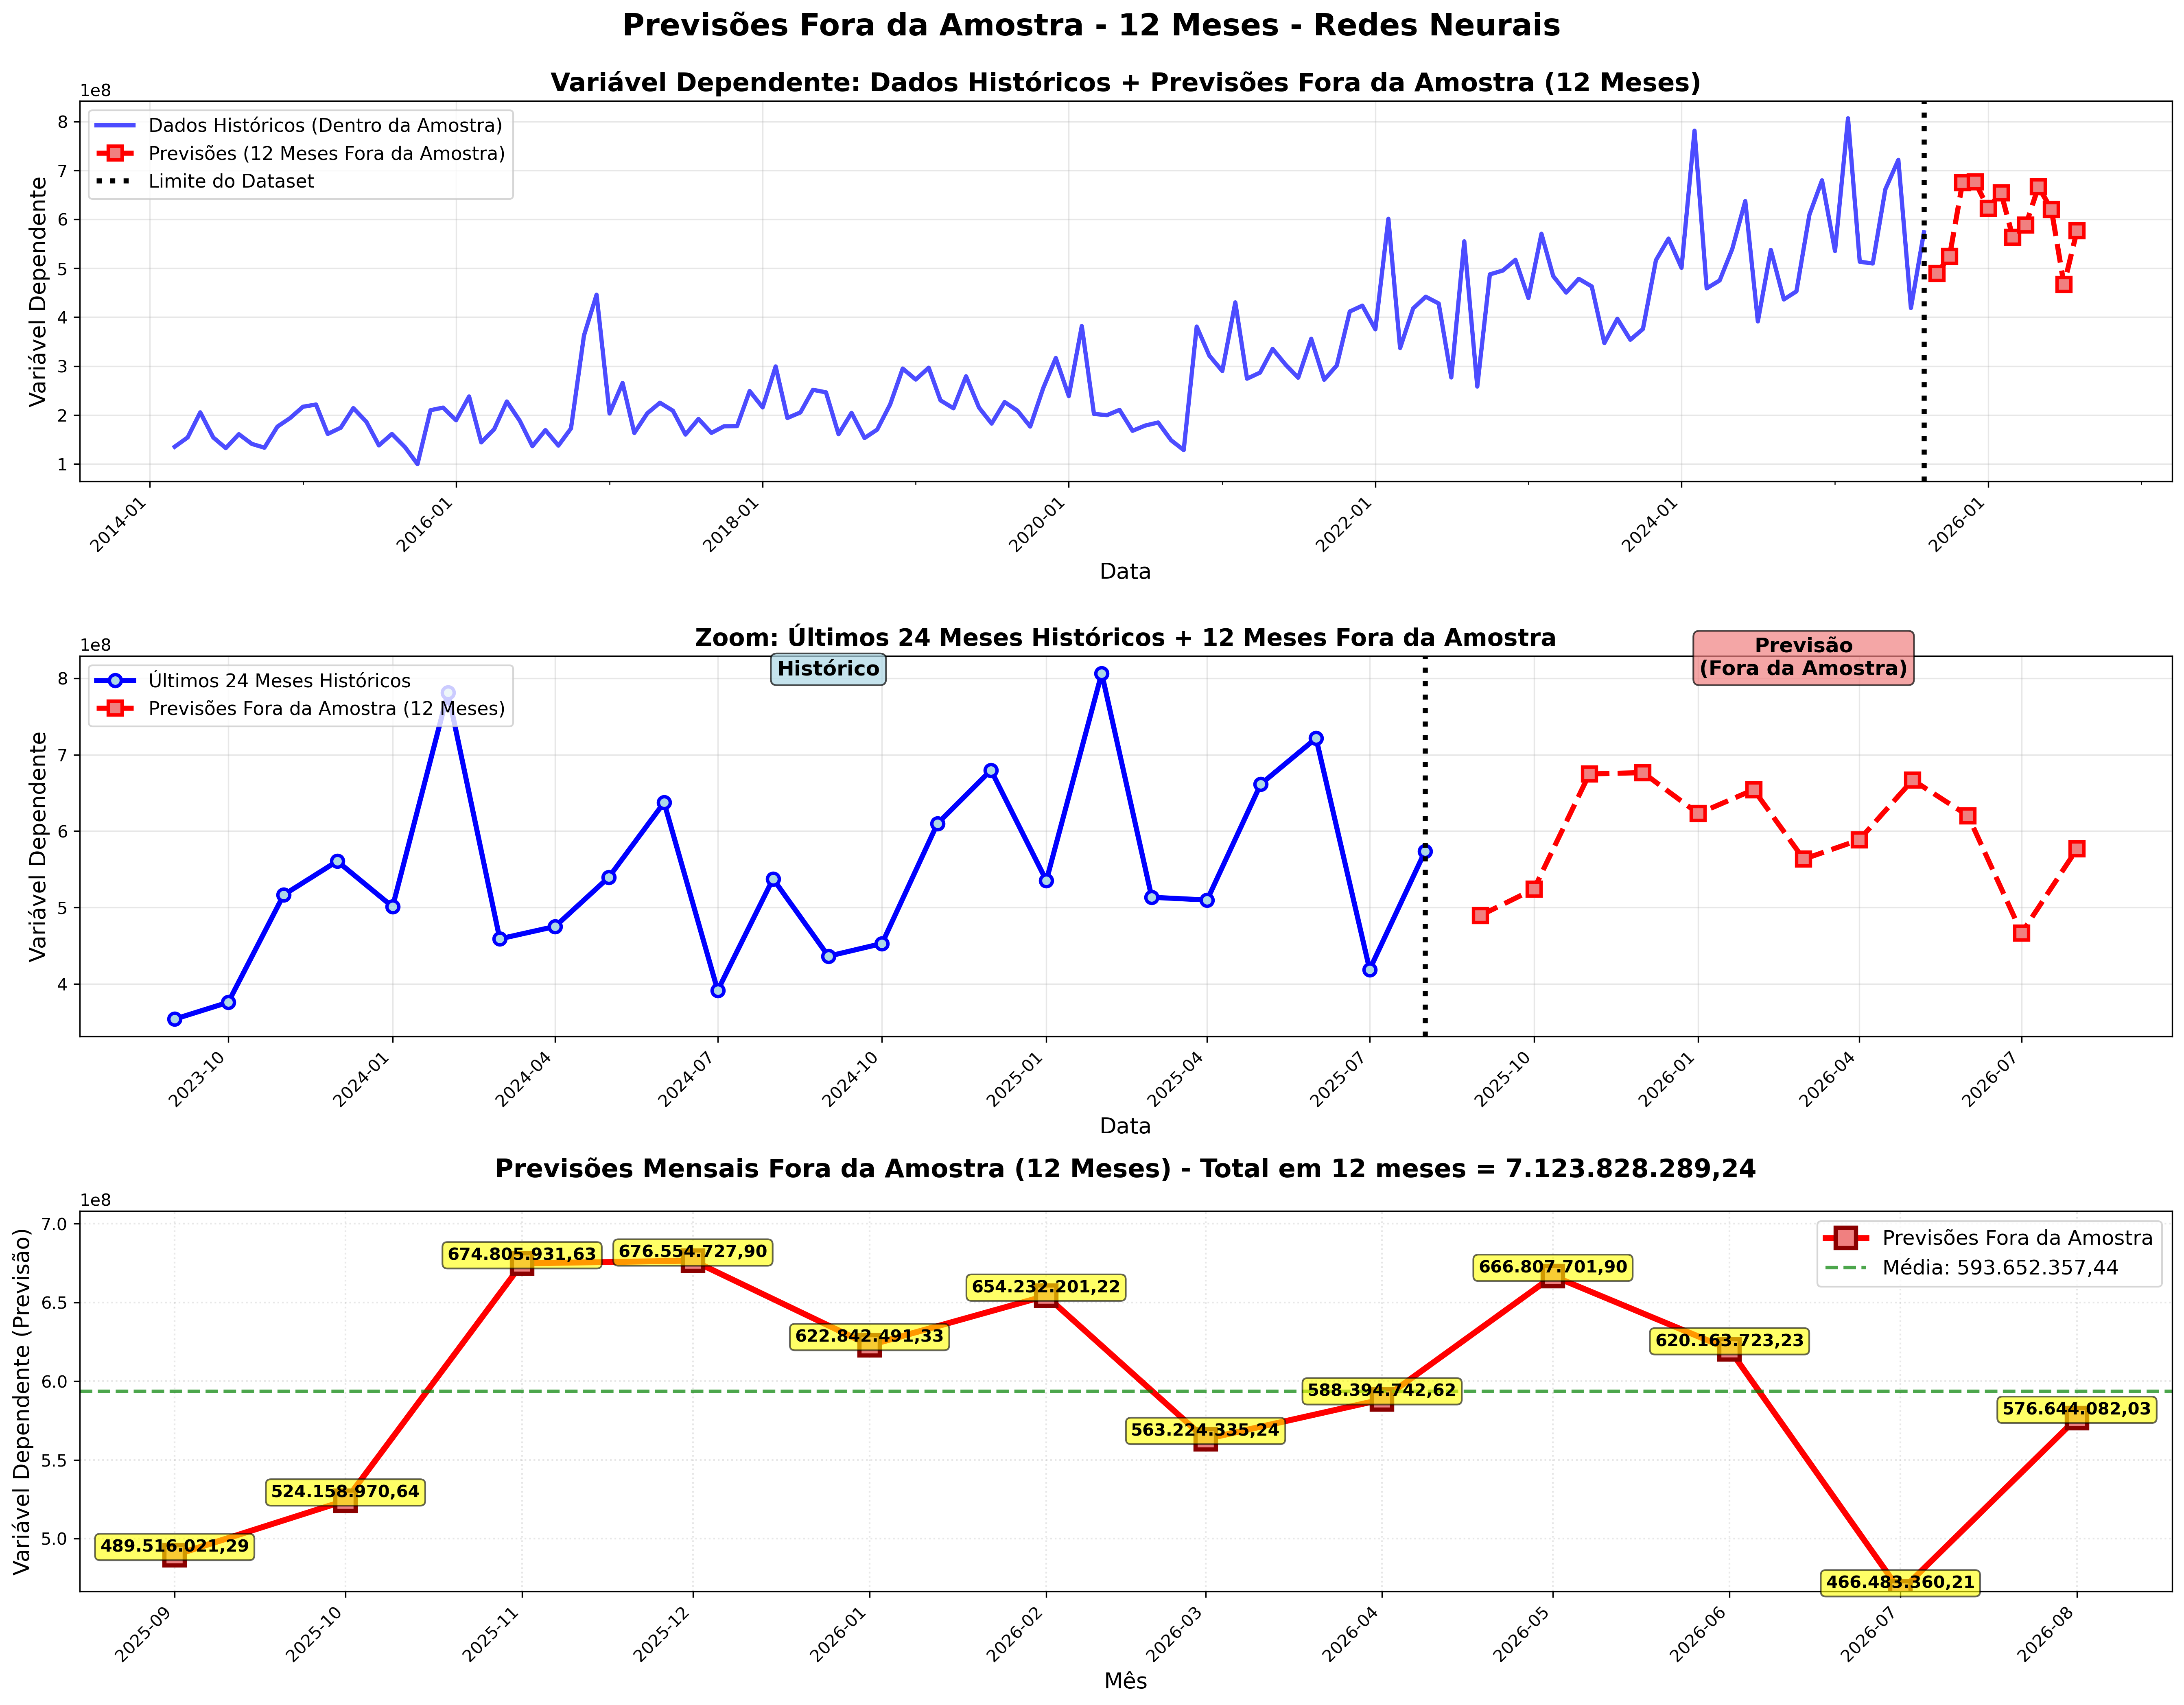 Previsões Fora da Amostra - 12 Meses - Redes Neurais
Variável Dependente: Dados Históricos + Previsões Fora da Amostra (12 Meses)
1e8
Dados Históricos (Dentro da Amostra)
Previsões (12 Meses Fora da Amostra)
Limite do Dataset
Variável Dependente
8
7
6
5
4
3
2
1
2014-01
2016-01
2018-01
2020-01
2022-01
2024-01
2026-01
Data
Zoom: Últimos 24 Meses Históricos + 12 Meses Fora da Amostra
1e8
Histórico
Previsão
(Fora da Amostra)
Últimos 24 Meses Históricos
Previsões Fora da Amostra (12 Meses)
Variável Dependente
8
7
6
5
4
2023-10
2024-01
2024-04
2024-07
2024-10
2025-01
2025-04
2025-07
2025-10
2026-01
2026-04
2026-07
Data
Previsões Mensais Fora da Amostra (12 Meses) - Total em 12 meses = 7.123.828.289,24
1e8
Previsões Fora da Amostra
Média: 593.652.357,44
Variável Dependente (Previsão)
7.0
6.5
6.0
5.5
5.0
489.516.021,29
524.158.970,64
674.805.931,63
676.554.727,90
622.842.491,33
654.232.201,22
563.224.335,24
588.394.742,62
666.807.701,90
620.163.723,23
466.483.360,21
576.644.082,03
2025-09
2025-10
2025-11
2025-12
2026-01
2026-02
2026-03
2026-04
2026-05
2026-06
2026-07
2026-08
Mês